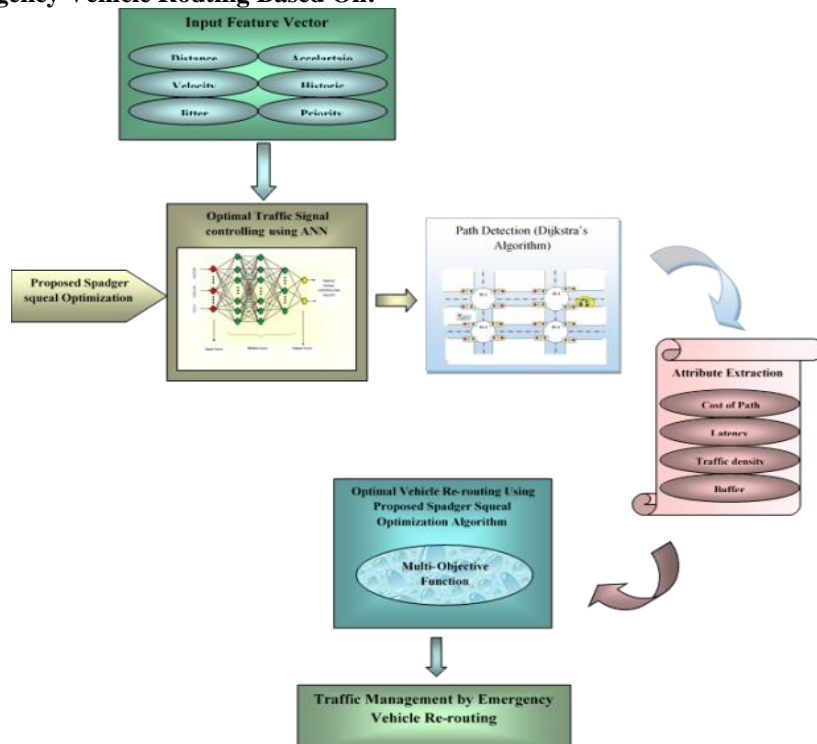 gency Vehicle Routing Based On.
Input Feature Vector
Distance
Accelartaio
Velocity
Historic
Jitter
Priority
Optimal Traffic Signal
controlling using ANN
Proposed Spadger
squeal Optimization
Path Detection (Dijkstra's
Algorithm)
Attribute Extraction
Cost of Path
Latency
Traffic density
Buffer
Optimal Vehicle Re-routing Using
Proposed Spadger Squeal
Optimization Algorithm
Multi-Objective
Function
Traffic Management by Emergency
Vehicle Re-routing